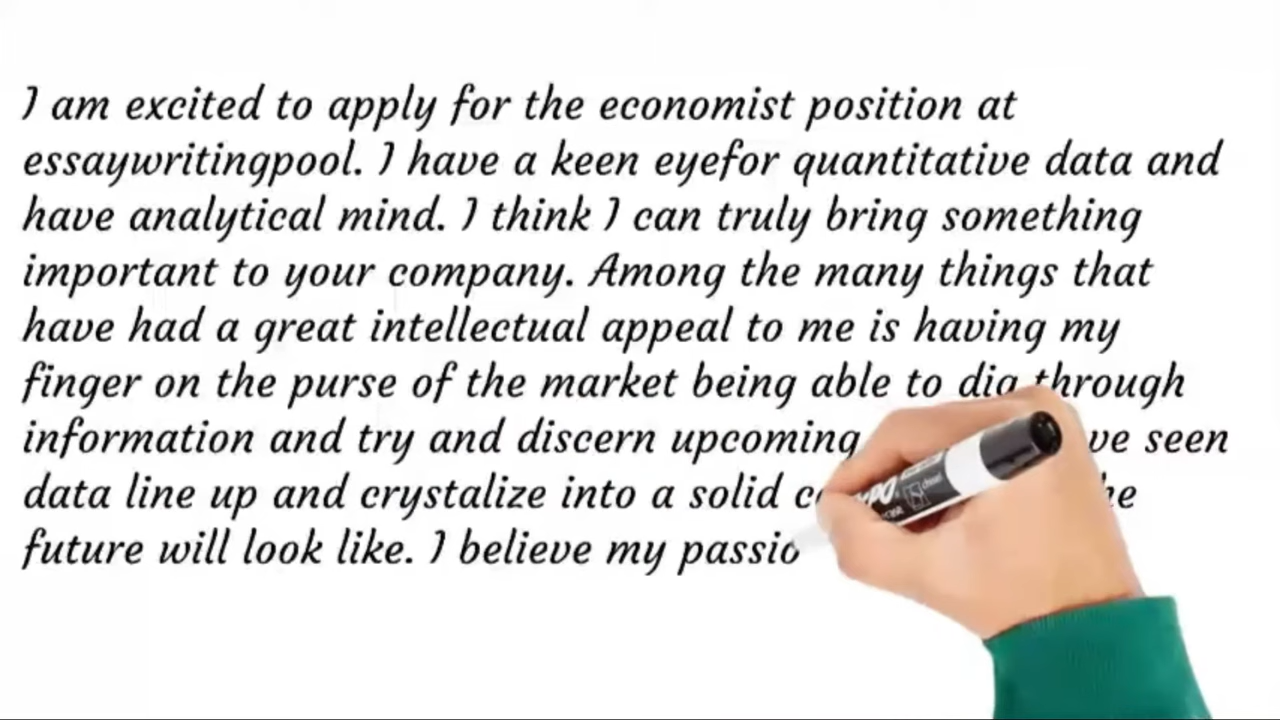 I am excited to apply for the economist position at
essaywritingpool. I have a keen eyefor quantitative data and
have analytical mind. I think I can truly bring something
important to your company. Among the many things that
have had a great intellectual appeal to me is having my
finger on the purse of the market being able to dig through
information and try and discern upcoming seen
data line up and crystalize into a solid
future will look like. I believe my passio